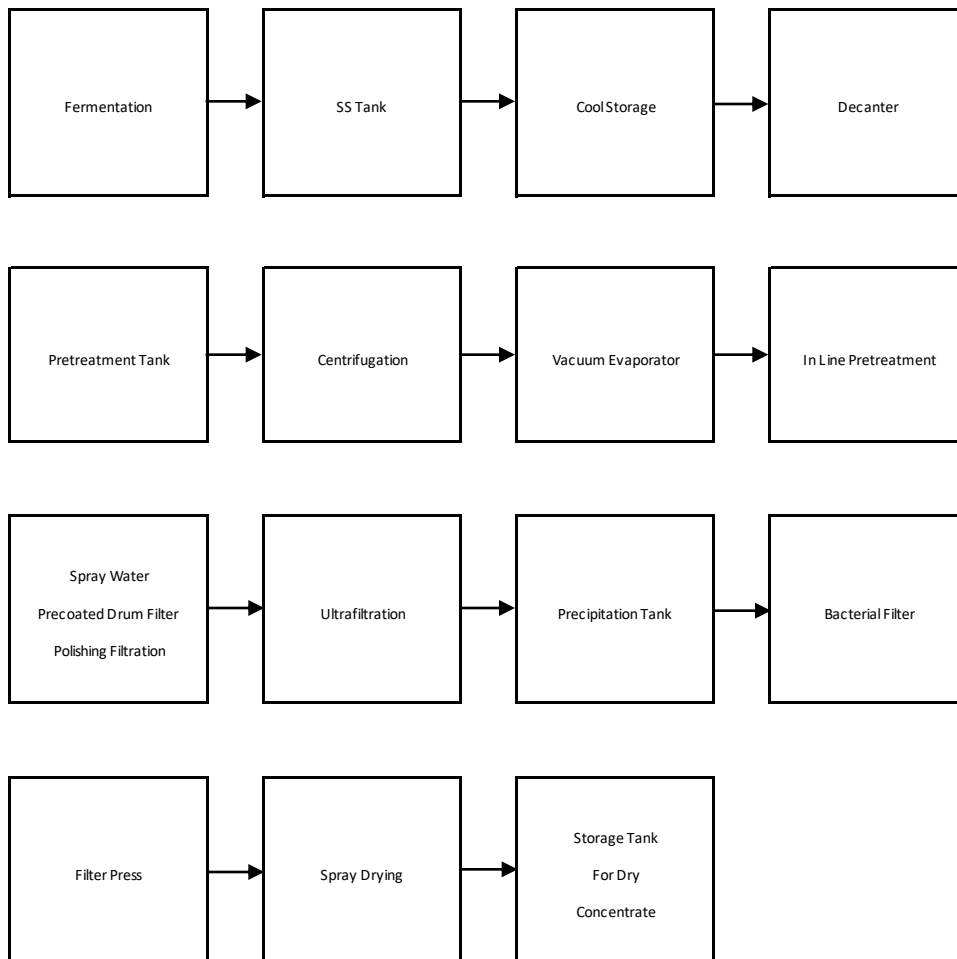 Fermentation
SS Tank
Cool Storage
Decanter
Pretreatment Tank
Centrifugation
Vacuum Evaporator
In Line Pretreatment
Spray Water
Precoated Drum Filter
Polishing Filtration
Ultrafiltration
Precipitation Tank
Bacterial Filter
Filter Press
Spray Drying
Storage Tank
For Dry
Concentrate